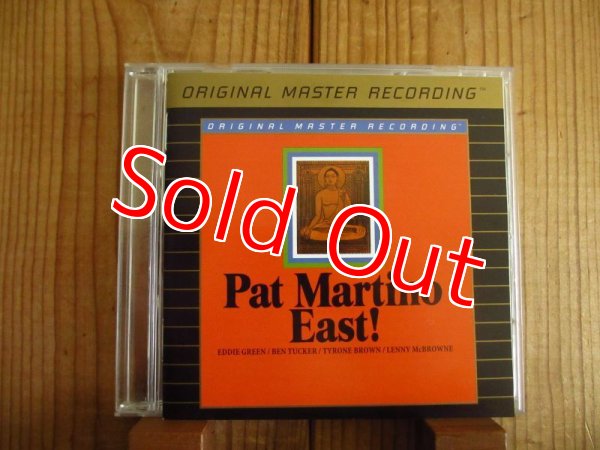 ORIGINAL MASTER RECORDING™
ORIGINAL MASTER RECORDING™
Sold Out
Pat Martino
East!
EDDIE GREEN / BEN TUCKER / TYRONE BROWN / LENNY McBROWNE